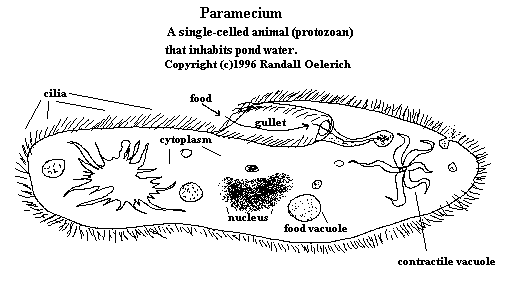 Paramecium
A single-celled animal (protozoan)
that inhabits pond water.
Copyright (c)1996 Randall Oelerich
cilia
food
gullet
cytoplasm
nucleus
food vacuole
contractile vacuole